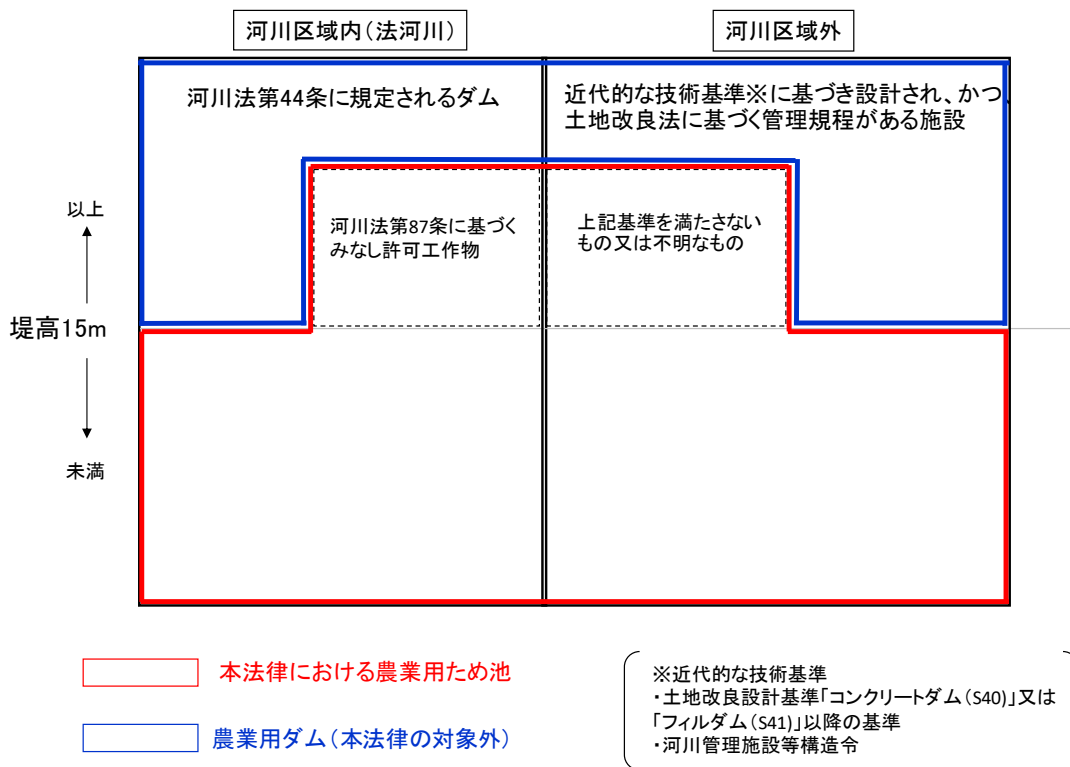 河川区域内（法河川）
河川区域外
河川法第44条に規定されるダム
近代的な技術基準※に基づき設計され、かつ、
土地改良法に基づく管理規程がある施設
以上
河川法第87条に基づく
みなし許可工作物
上記基準を満たさない
もの又は不明なもの
堤高15m
未満
本法律における農業用ため池
農業用ダム（本法律の対象外）
※近代的な技術基準
・土地改良設計基準「コンクリートダム（S40）」又は
「フィルダム（S41）」以降の基準
・河川管理施設等構造令